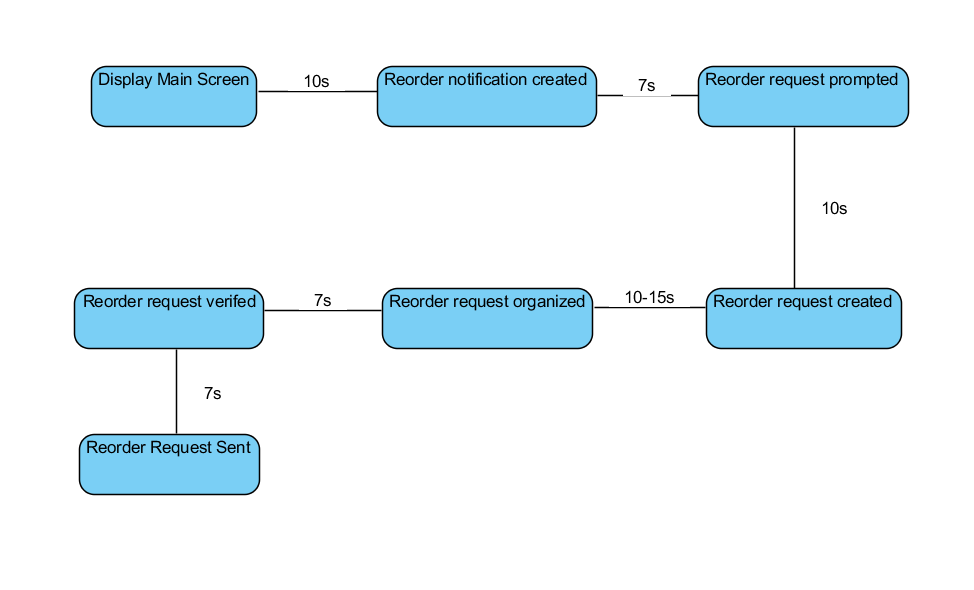 Display Main Screen
10s
Reorder notification created
7s
Reorder request prompted
10s
Reorder request verifed
7s
Reorder request organized
10-15s
Reorder request created
7s
Reorder Request Sent